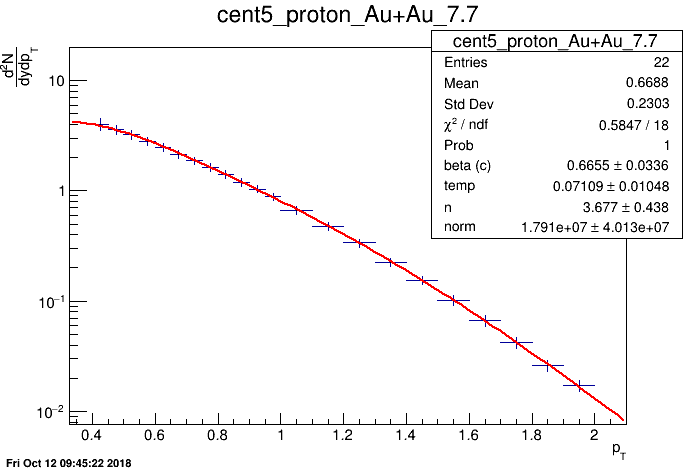 cent5_proton_Au+Au_7.7
cent5_proton_Au+Au_7.7
Entries 22
Mean 0.6688
Std Dev 0.2303
χ² / ndf 0.5847 / 18
Prob 1
beta (c) 0.6655 ± 0.0336
temp 0.07109 ± 0.01048
n 3.677 ± 0.438
norm 1.791e+07 ± 4.013e+07
d²N
dydp_T
10
1
10⁻¹
10⁻²
0.4 0.6 0.8 1 1.2 1.4 1.6 1.8 2
p_T
Fri Oct 12 09:45:22 2018